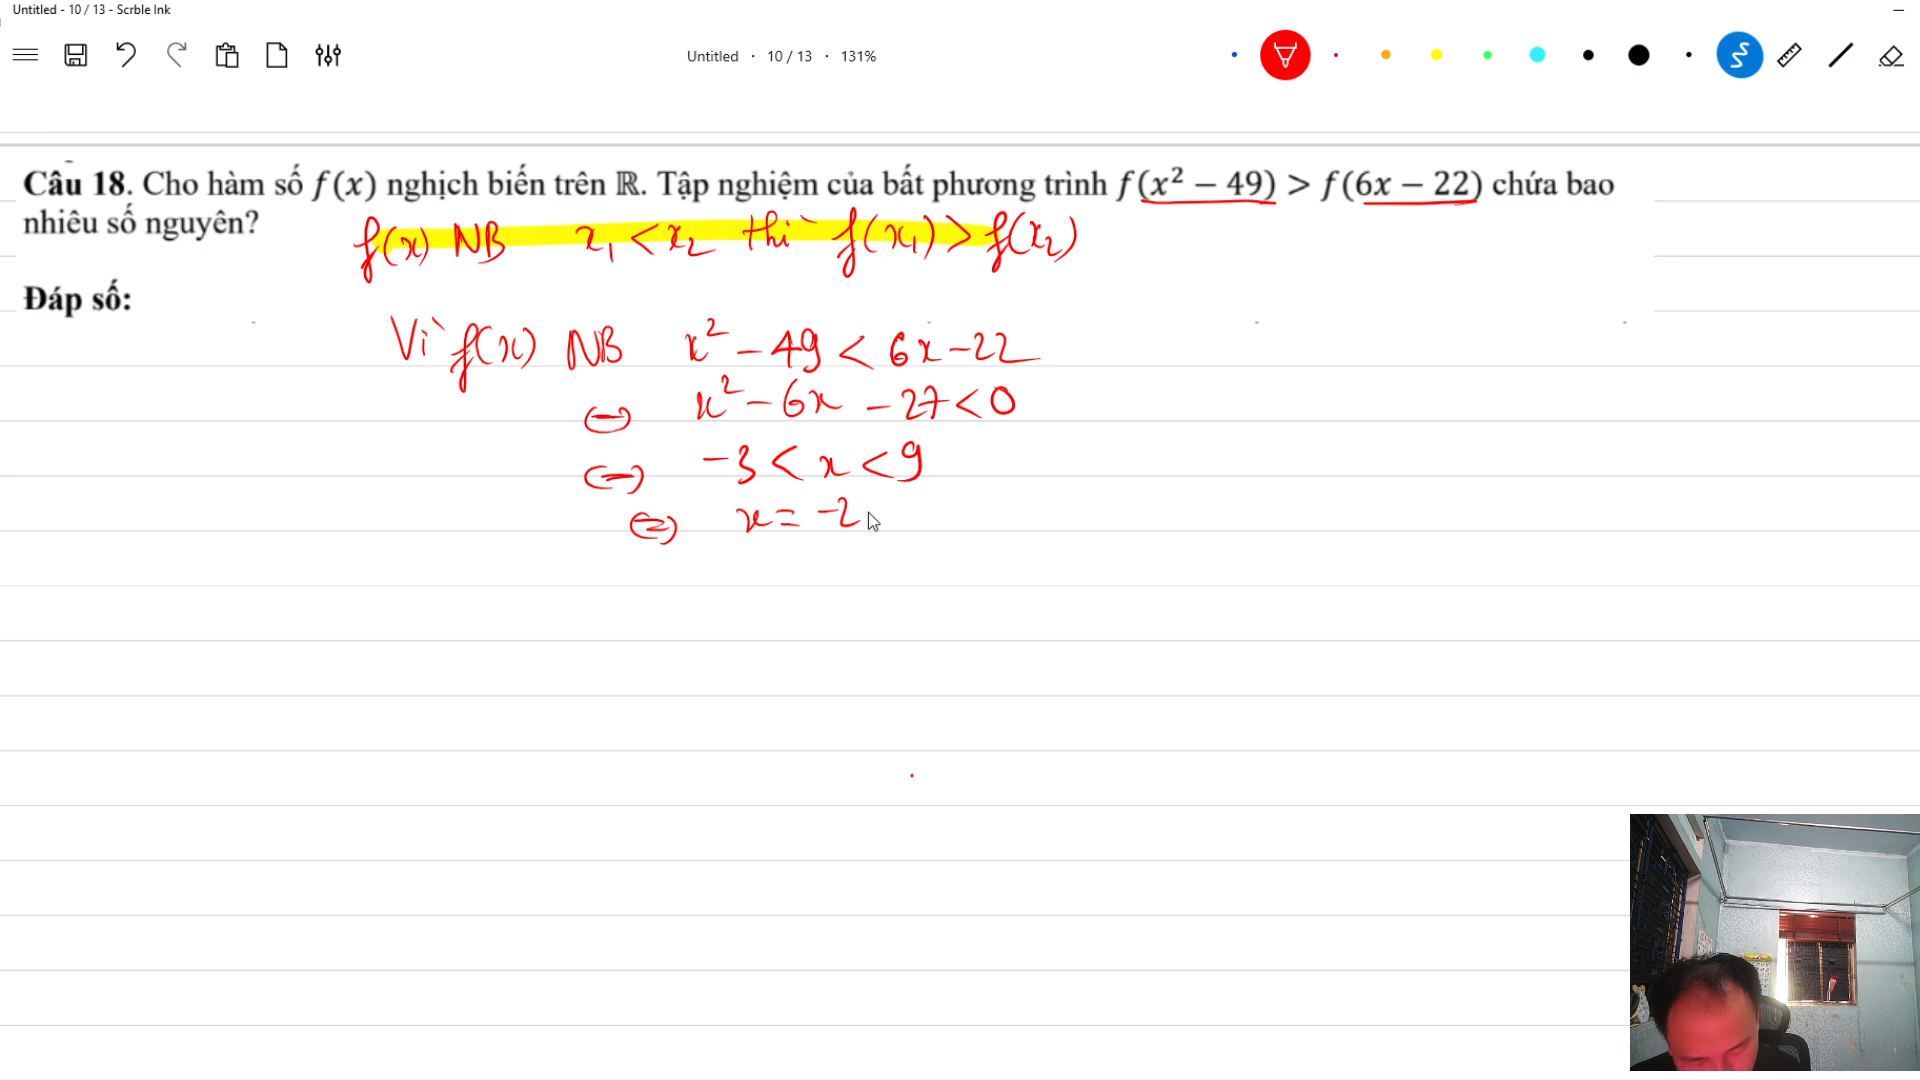 Untitled - 10 / 13 - Scrble Ink
Untitled · 10 / 13 · 131%
Câu 18. Cho hàm số f(x) nghịch biến trên ℝ. Tập nghiệm của bất phương trình f(x² − 49) > f(6x − 22) chứa bao
nhiêu số nguyên?
f(x) NB x₁ < x₂ thì f(x₁) > f(x₂)
Đáp số:
Vì f(x) NB x² − 49 < 6x − 22
⇔ x² − 6x − 27 < 0
⇔ −3 < x < 9
⇔ x = −2